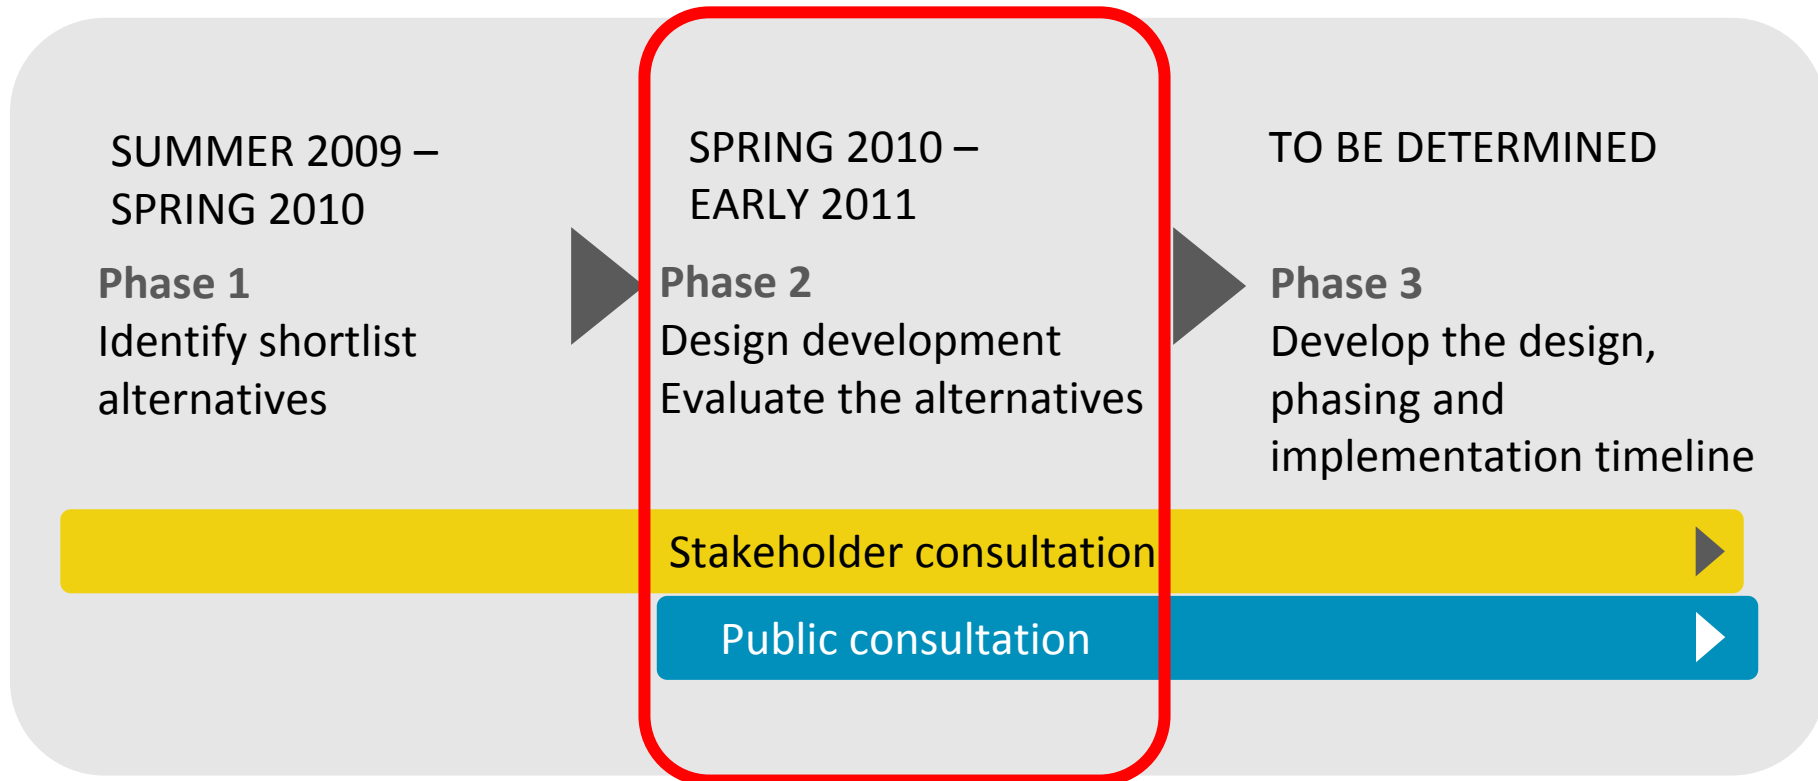 SUMMER 2009 –
SPRING 2010
Phase 1
Identify shortlist
alternatives
SPRING 2010 –
EARLY 2011
Phase 2
Design development
Evaluate the alternatives
TO BE DETERMINED
Phase 3
Develop the design,
phasing and
implementation timeline
Stakeholder consultation
Public consultation